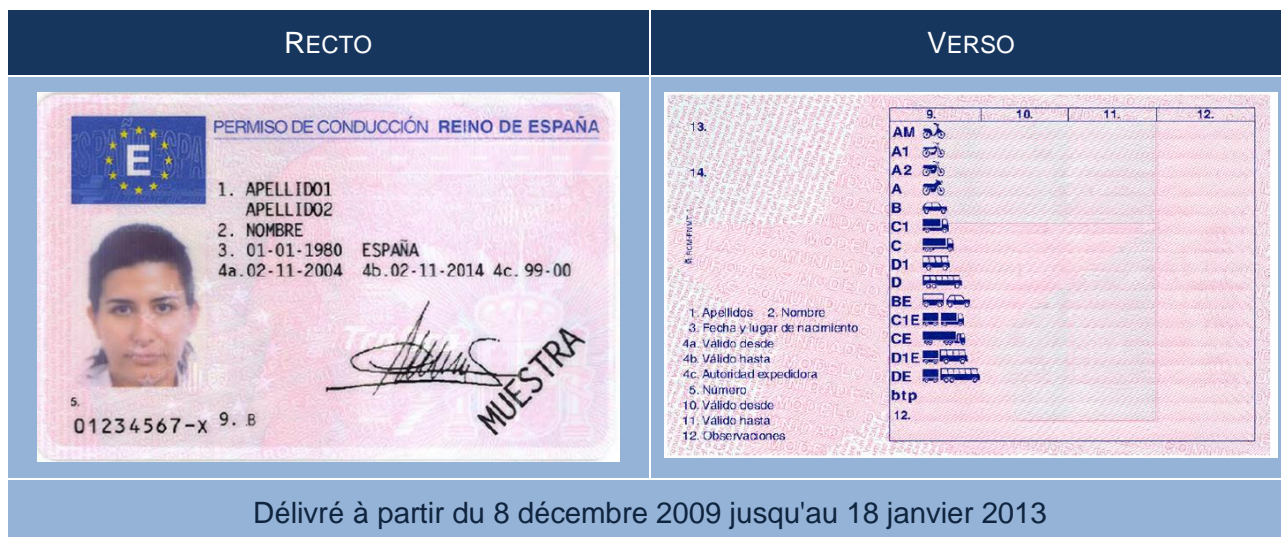 RECTO
VERSO
PERMISO DE CONDUCCIÓN REINO DE ESPAÑA
E
1. APELLIDO1
APELLIDO2
2. NOMBRE
3. 01-01-1980 ESPAÑA
4a.02-11-2004 4b.02-11-2014 4c. 99-00
MUESTRA
5.
01234567-X 9. B
13.
14.
9. 10. 11. 12.
AM
A1
A2
A
B
C1
C
D1
D
BE
C1E
CE
D1E
DE
btp
12.
1. Apellidos 2. Nombre
3. Fecha y lugar de nacimiento
4a. Válido desde
4b. Válido hasta
4c. Autoridad expedidora
5. Número
10. Válido desde
11. Válido hasta
12. Observaciones
Délivré à partir du 8 décembre 2009 jusqu'au 18 janvier 2013